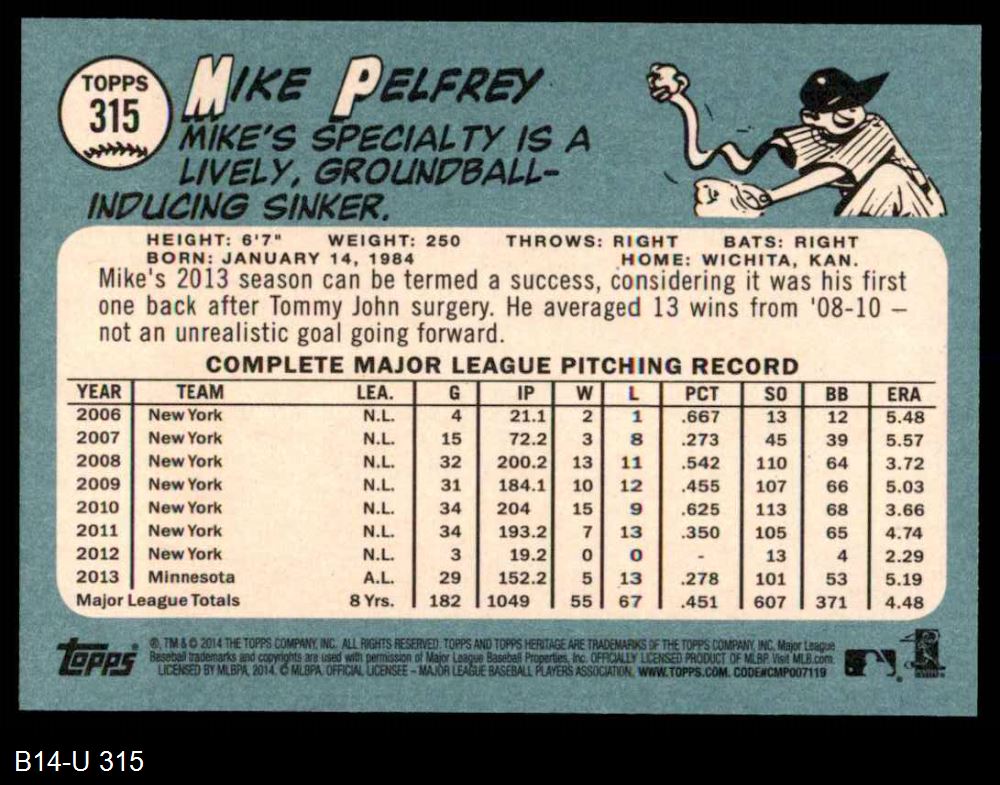 TOPPS
315
MIKE PELFREY
MIKE'S SPECIALTY IS A
LIVELY, GROUNDBALL-
INDUCING SINKER.
HEIGHT: 6'7" WEIGHT: 250 THROWS: RIGHT BATS: RIGHT
BORN: JANUARY 14, 1984 HOME: WICHITA, KAN.
Mike's 2013 season can be termed a success, considering it was his first
one back after Tommy John surgery. He averaged 13 wins from '08-10 –
not an unrealistic goal going forward.
COMPLETE MAJOR LEAGUE PITCHING RECORD
YEAR TEAM LEA. G IP W L PCT SO BB ERA
2006 New York N.L. 4 21.1 2 1 .667 13 12 5.48
2007 New York N.L. 15 72.2 3 8 .273 45 39 5.57
2008 New York N.L. 32 200.2 13 11 .542 110 64 3.72
2009 New York N.L. 31 184.1 10 12 .455 107 66 5.03
2010 New York N.L. 34 204 15 9 .625 113 68 3.66
2011 New York N.L. 34 193.2 7 13 .350 105 65 4.74
2012 New York N.L. 3 19.2 0 0 - 13 4 2.29
2013 Minnesota A.L. 29 152.2 5 13 .278 101 53 5.19
Major League Totals 8 Yrs. 182 1049 55 67 .451 607 371 4.48
topps
®, TM & © 2014 THE TOPPS COMPANY, INC. ALL RIGHTS RESERVED. TOPPS AND TOPPS HERITAGE ARE TRADEMARKS OF THE TOPPS COMPANY, INC. Major League
Baseball trademarks and copyrights are used with permission of Major League Baseball Properties, Inc. OFFICIALLY LICENSED PRODUCT OF MLBP. Visit MLB.com.
LICENSED BY MLBPA, 2014. © MLBPA. OFFICIAL LICENSEE – MAJOR LEAGUE BASEBALL PLAYERS ASSOCIATION. WWW.TOPPS.COM. CODE#CMP007119
B14-U 315